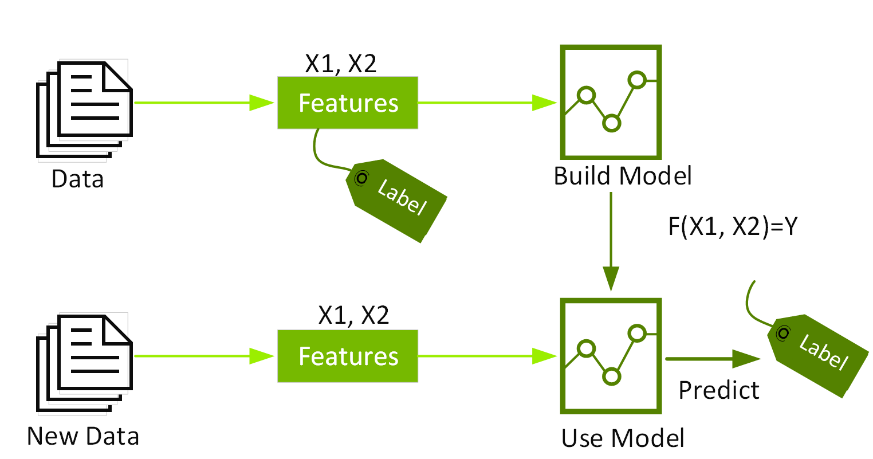 X1, X2
Features
Label
Data
Build Model
F(X1, X2)=Y
X1, X2
Features
Label
Predict
New Data
Use Model